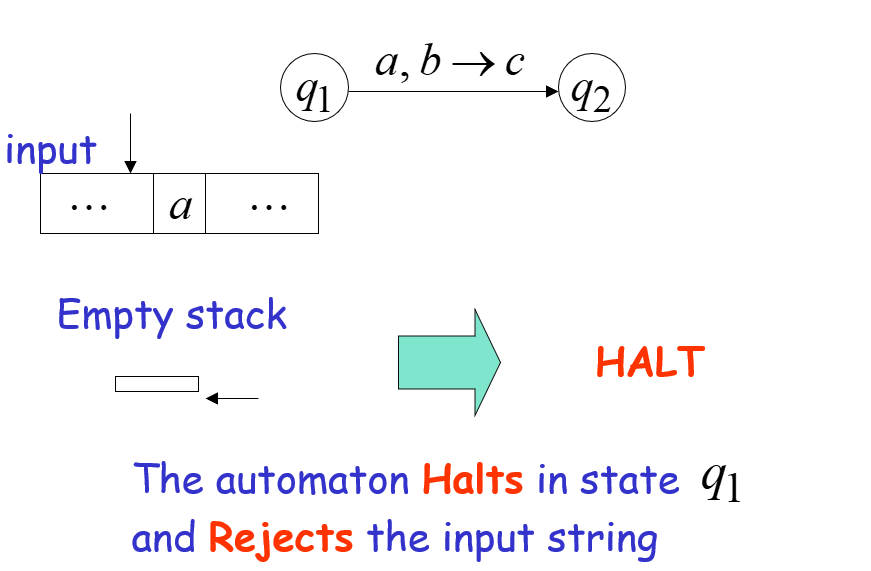 q₁ a, b → c q₂
input
... a ...
Empty stack
HALT
The automaton Halts in state q₁
and Rejects the input string